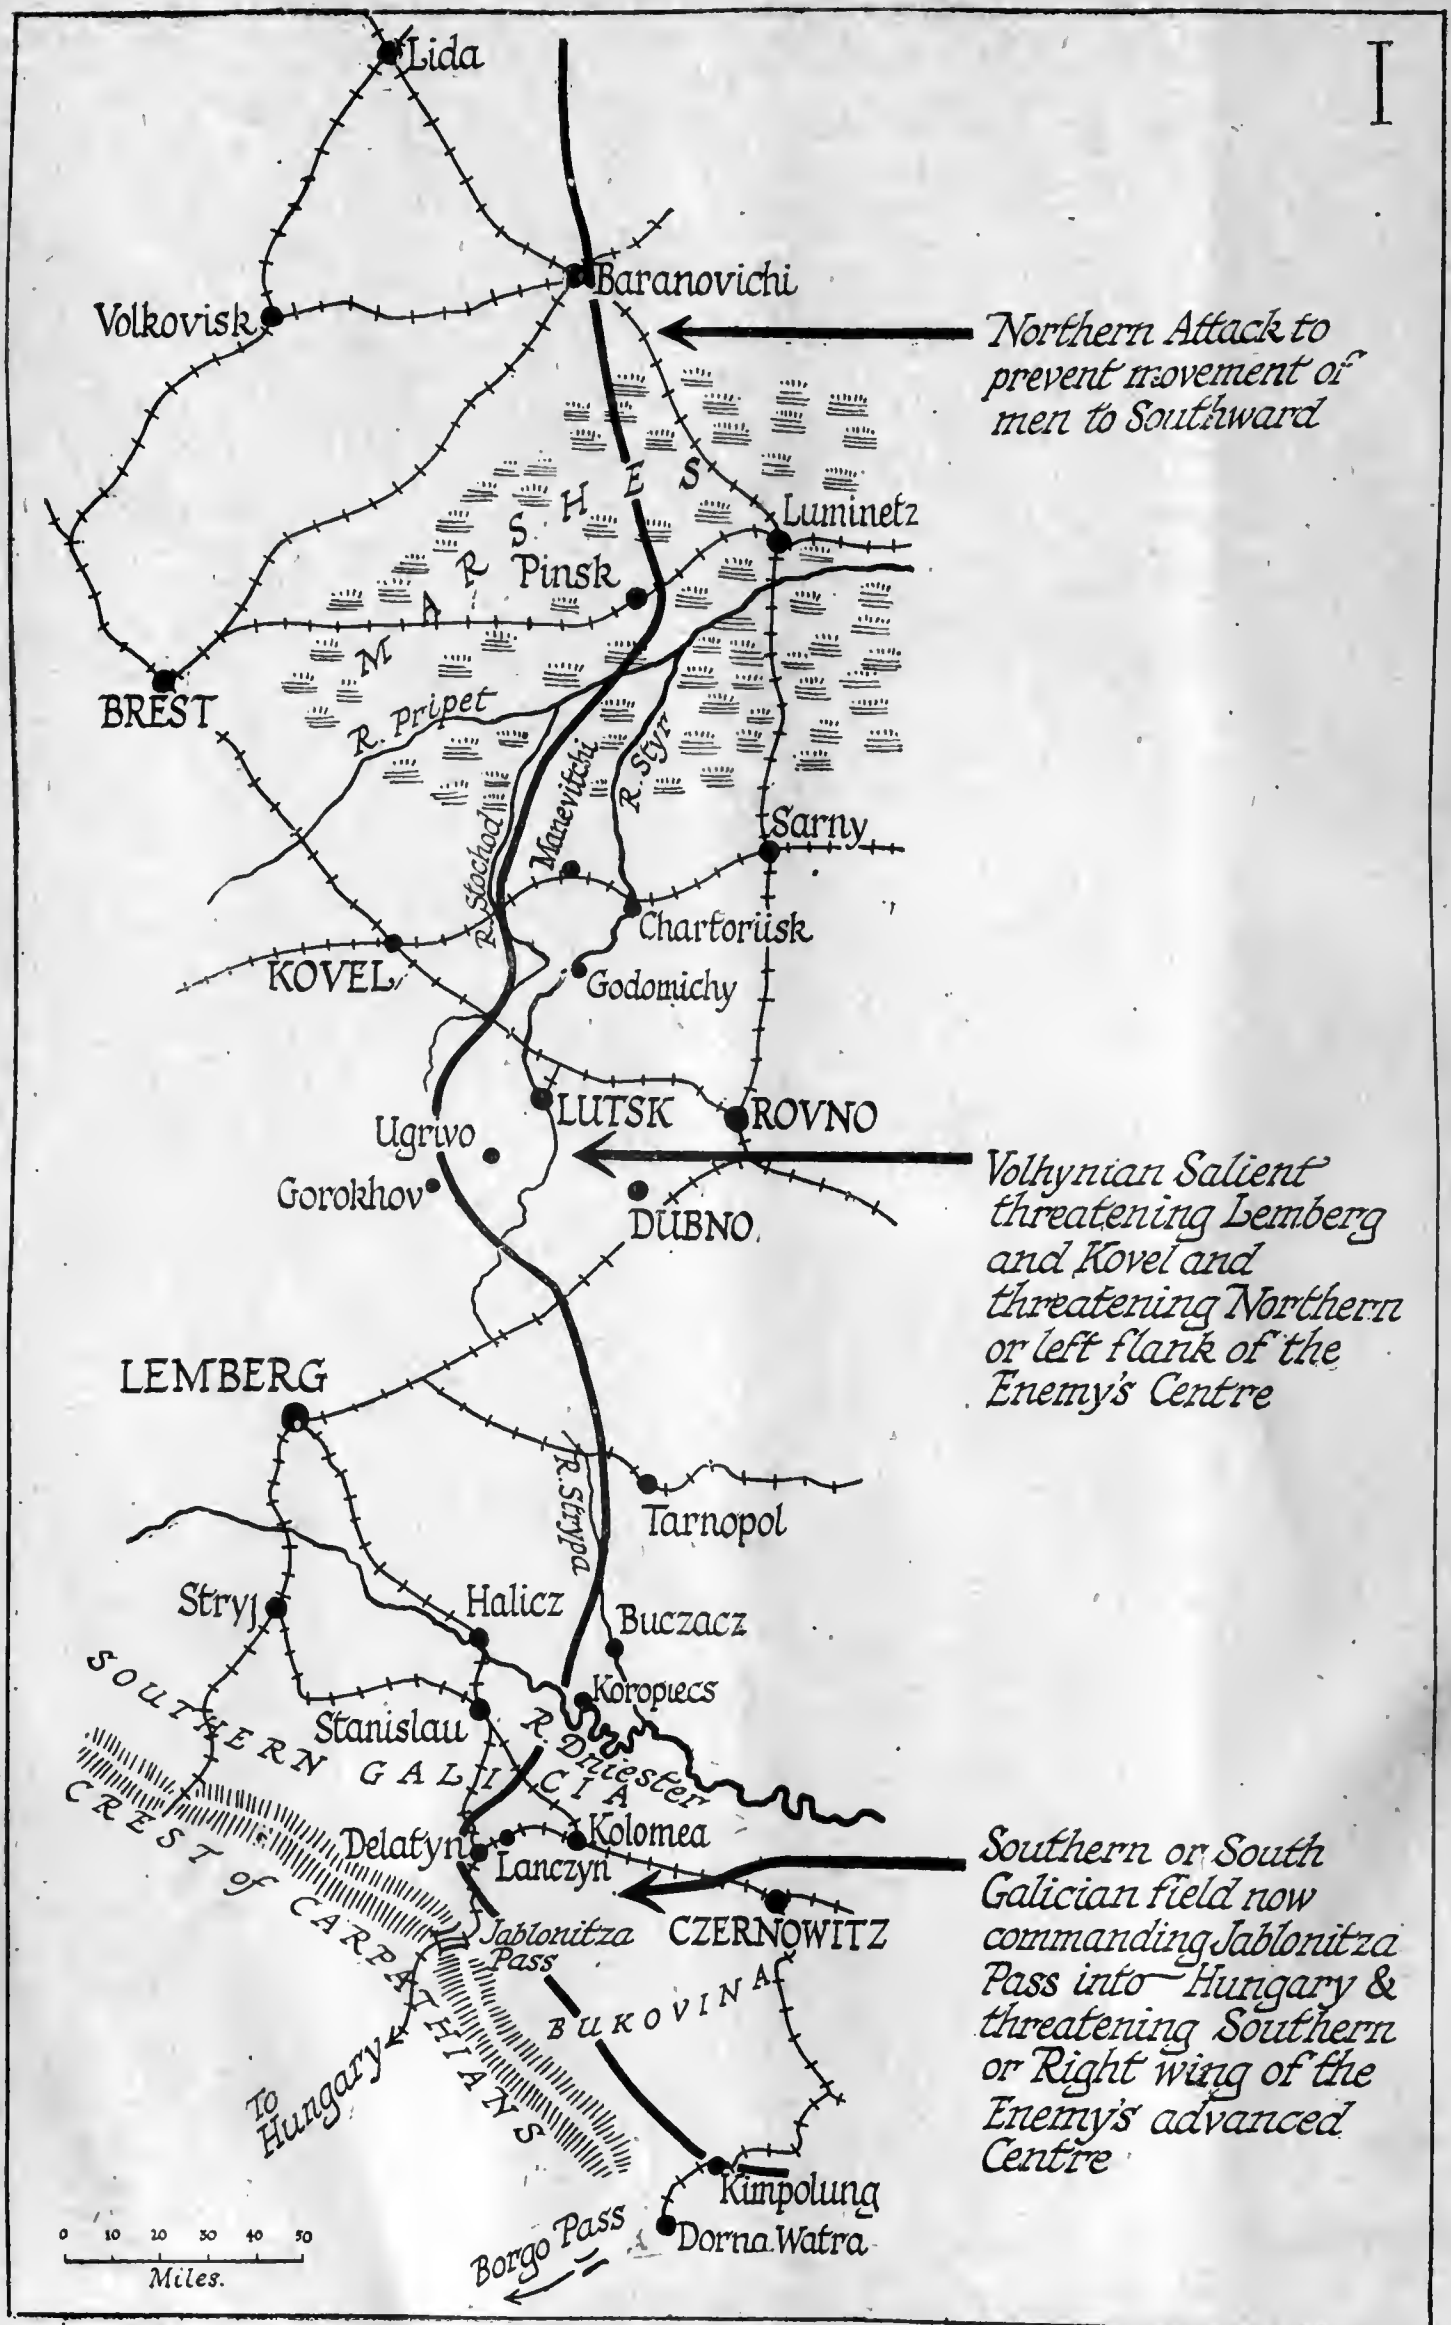 I
Lida
Baranovichi
Volkovisk
Northern Attack to
prevent movement of
men to Southward
MARSHES
Luminetz
Pinsk
BREST
R. Pripet
R. Styr
Manevitchi
R. Stochod
Sarny
Chartoriisk
KOVEL
Godomichy
LUTSK
ROVNO
Ugrivo
Gorokhov
DUBNO.
Volhynian Salient
threatening Lemberg
and Kovel and
threatening Northern
or left flank of the
Enemy's Centre
LEMBERG
R. Strypa
Tarnopol
Stryj
Halicz
Buczacz
Koropiecs
Stanislau
R. Dniester
SOUTHERN GALICIA
CREST of CARPATHIANS
Delatyn
Lanczyn
Kolomea
CZERNOWITZ
Jablonitza
Pass
BUKOVINA
Southern or South
Galician field now
commanding Jablonitza
Pass into Hungary &
threatening Southern
or Right wing of the
Enemy's advanced
Centre
To
Hungary
Kimpolung
Dorna Watra
Borgo Pass
0 10 20 30 40 50
Miles.